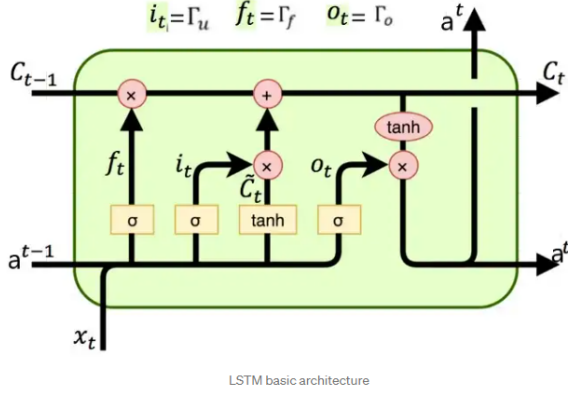 i_t=Γ_u f_t=Γ_f o_t=Γ_o
a^t
C_{t-1} × + C_t
tanh
f_t i_t × o_t ×
C̃_t
σ σ tanh σ
a^{t-1} a^t
x_t
LSTM basic architecture